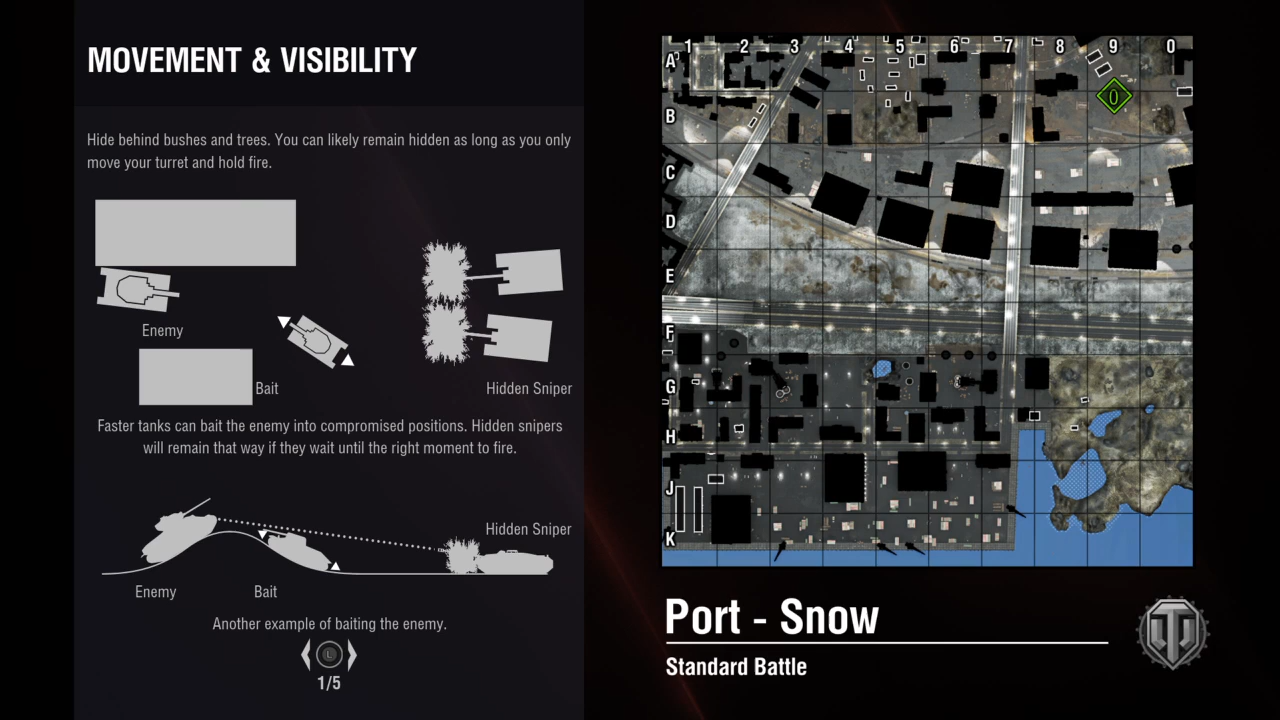 MOVEMENT & VISIBILITY
Hide behind bushes and trees. You can likely remain hidden as long as you only
move your turret and hold fire.
Enemy
Bait
Hidden Sniper
Faster tanks can bait the enemy into compromised positions. Hidden snipers
will remain that way if they wait until the right moment to fire.
Hidden Sniper
Enemy
Bait
Another example of baiting the enemy.
L
1/5
1 2 3 4 5 6 7 8 9 0
A
B
C
D
E
F
G
H
J
K
0
Port - Snow
Standard Battle